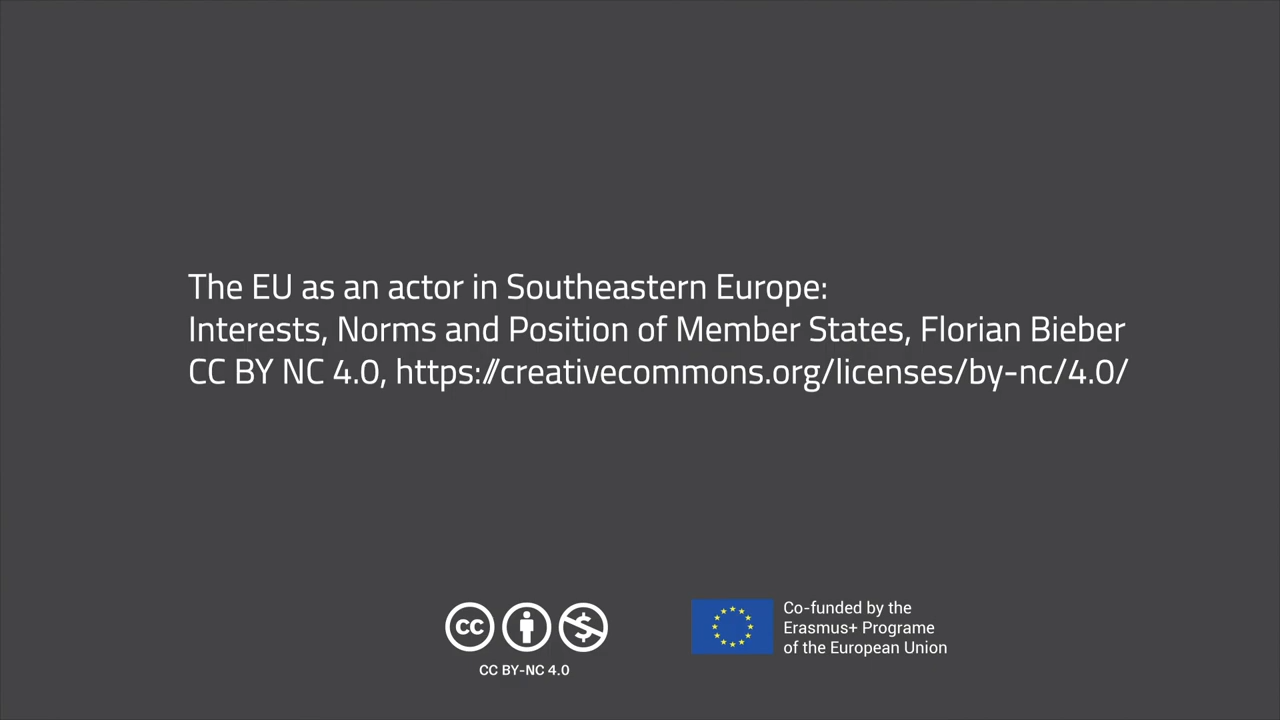 The EU as an actor in Southeastern Europe:
Interests, Norms and Position of Member States, Florian Bieber
CC BY NC 4.0, https://creativecommons.org/licenses/by-nc/4.0/
cc
CC BY-NC 4.0
Co-funded by the
Erasmus+ Programe
of the European Union